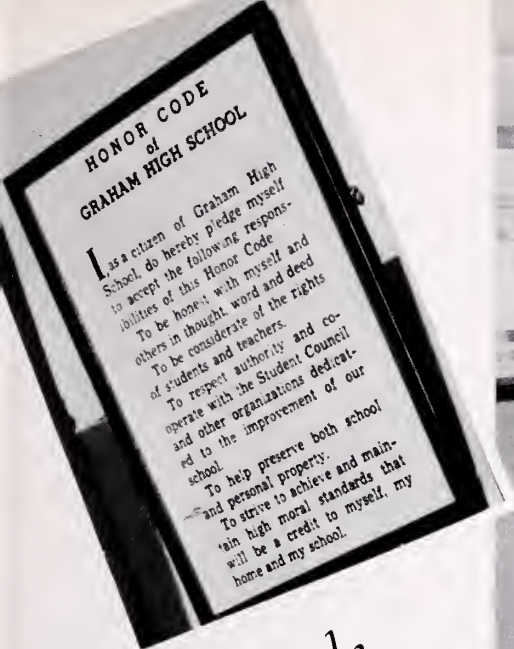 HONOR CODE
of
GRAHAM HIGH SCHOOL
I as a citizen of Graham High
School, do hereby pledge myself
to accept the following respons-
ibilities of this Honor Code
To be honest with myself and
others in thought, word and deed
To be considerate of the rights
of students and teachers.
To respect authority and co-
operate with the Student Council
and other organizations dedicat-
ed to the improvement of our
school.
To help preserve both school
and personal property.
To strive to achieve and main-
tain high moral standards that
will be a credit to myself, my
home and my school.